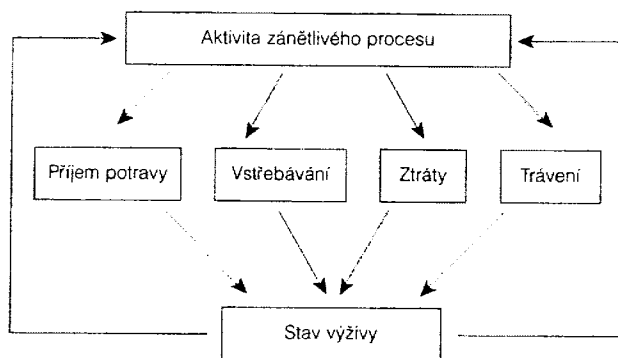 Aktivita zánětlivého procesu
Příjem potravy
Vstřebávání
Ztráty
Trávení
Stav výživy